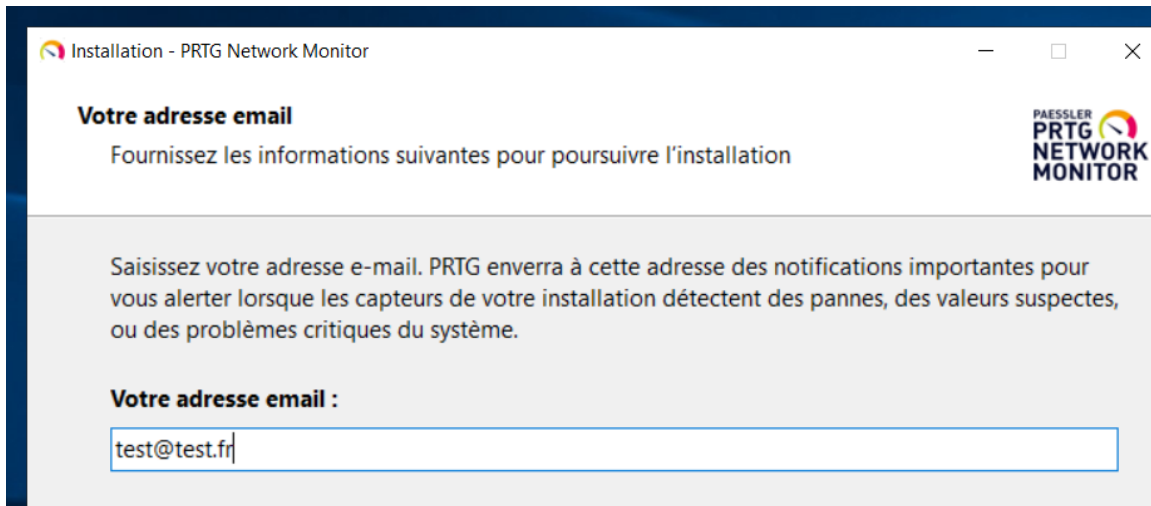 Installation - PRTG Network Monitor
Votre adresse email
Fournissez les informations suivantes pour poursuivre l'installation
PAESSLER
PRTG
NETWORK
MONITOR
Saisissez votre adresse e-mail. PRTG enverra à cette adresse des notifications importantes pour
vous alerter lorsque les capteurs de votre installation détectent des pannes, des valeurs suspectes,
ou des problèmes critiques du système.
Votre adresse email :
test@test.fr